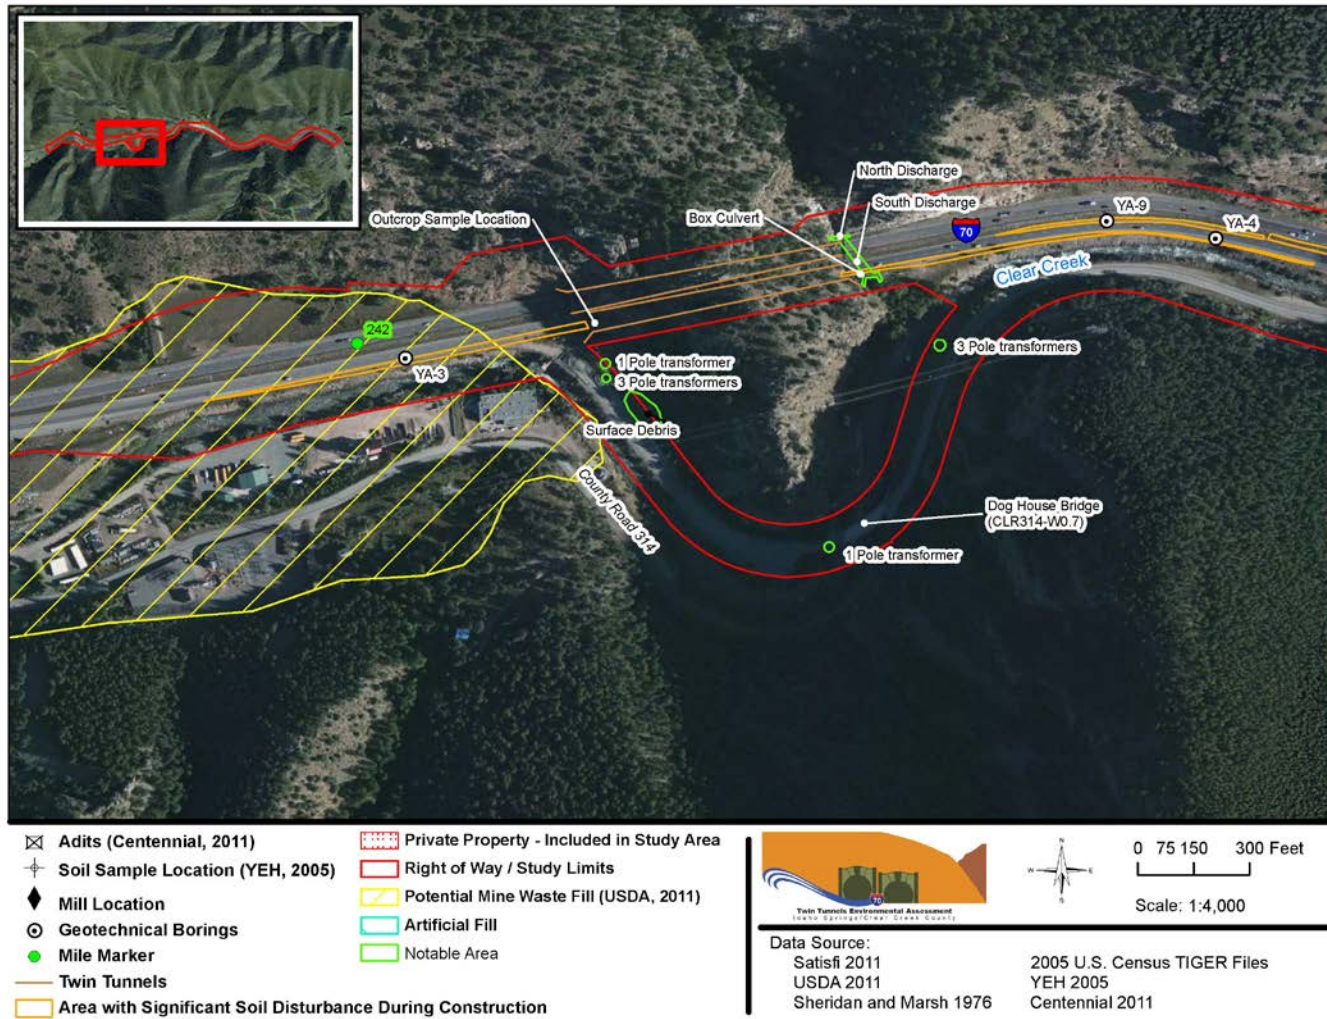 North Discharge
South Discharge
Outcrop Sample Location
Box Culvert
70
YA-9
YA-4
Clear Creek
242
YA-3
1 Pole transformer
3 Pole transformers
3 Pole transformers
Surface Debris
County Road 314
Dog House Bridge
(CLR314-W0.7)
1 Pole transformer
Adits (Centennial, 2011)
Soil Sample Location (YEH, 2005)
Mill Location
Geotechnical Borings
Mile Marker
Twin Tunnels
Area with Significant Soil Disturbance During Construction
Private Property - Included in Study Area
Right of Way / Study Limits
Potential Mine Waste Fill (USDA, 2011)
Artificial Fill
Notable Area
70
Twin Tunnels Environmental Assessment
Idaho Springs/Clear Creek County
N
W E
S
0 75 150 300 Feet
Scale: 1:4,000
Data Source:
Satisfi 2011
USDA 2011
Sheridan and Marsh 1976
2005 U.S. Census TIGER Files
YEH 2005
Centennial 2011